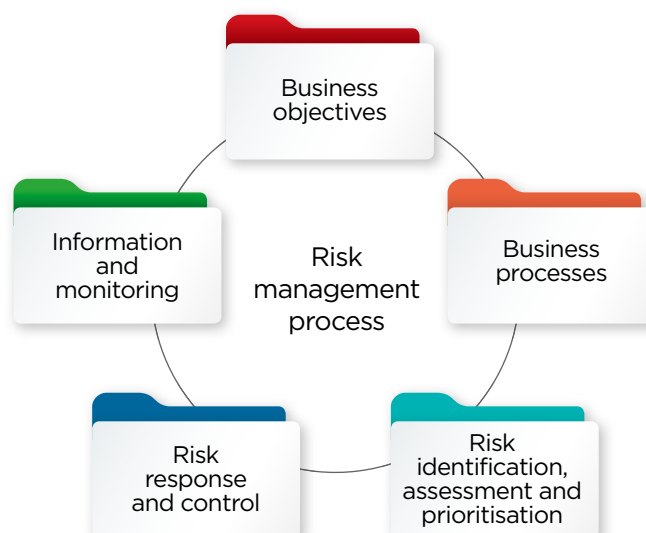 Business
objectives
Information
and
monitoring
Risk
management
process
Business
processes
Risk
response
and control
Risk
identification,
assessment and
prioritisation